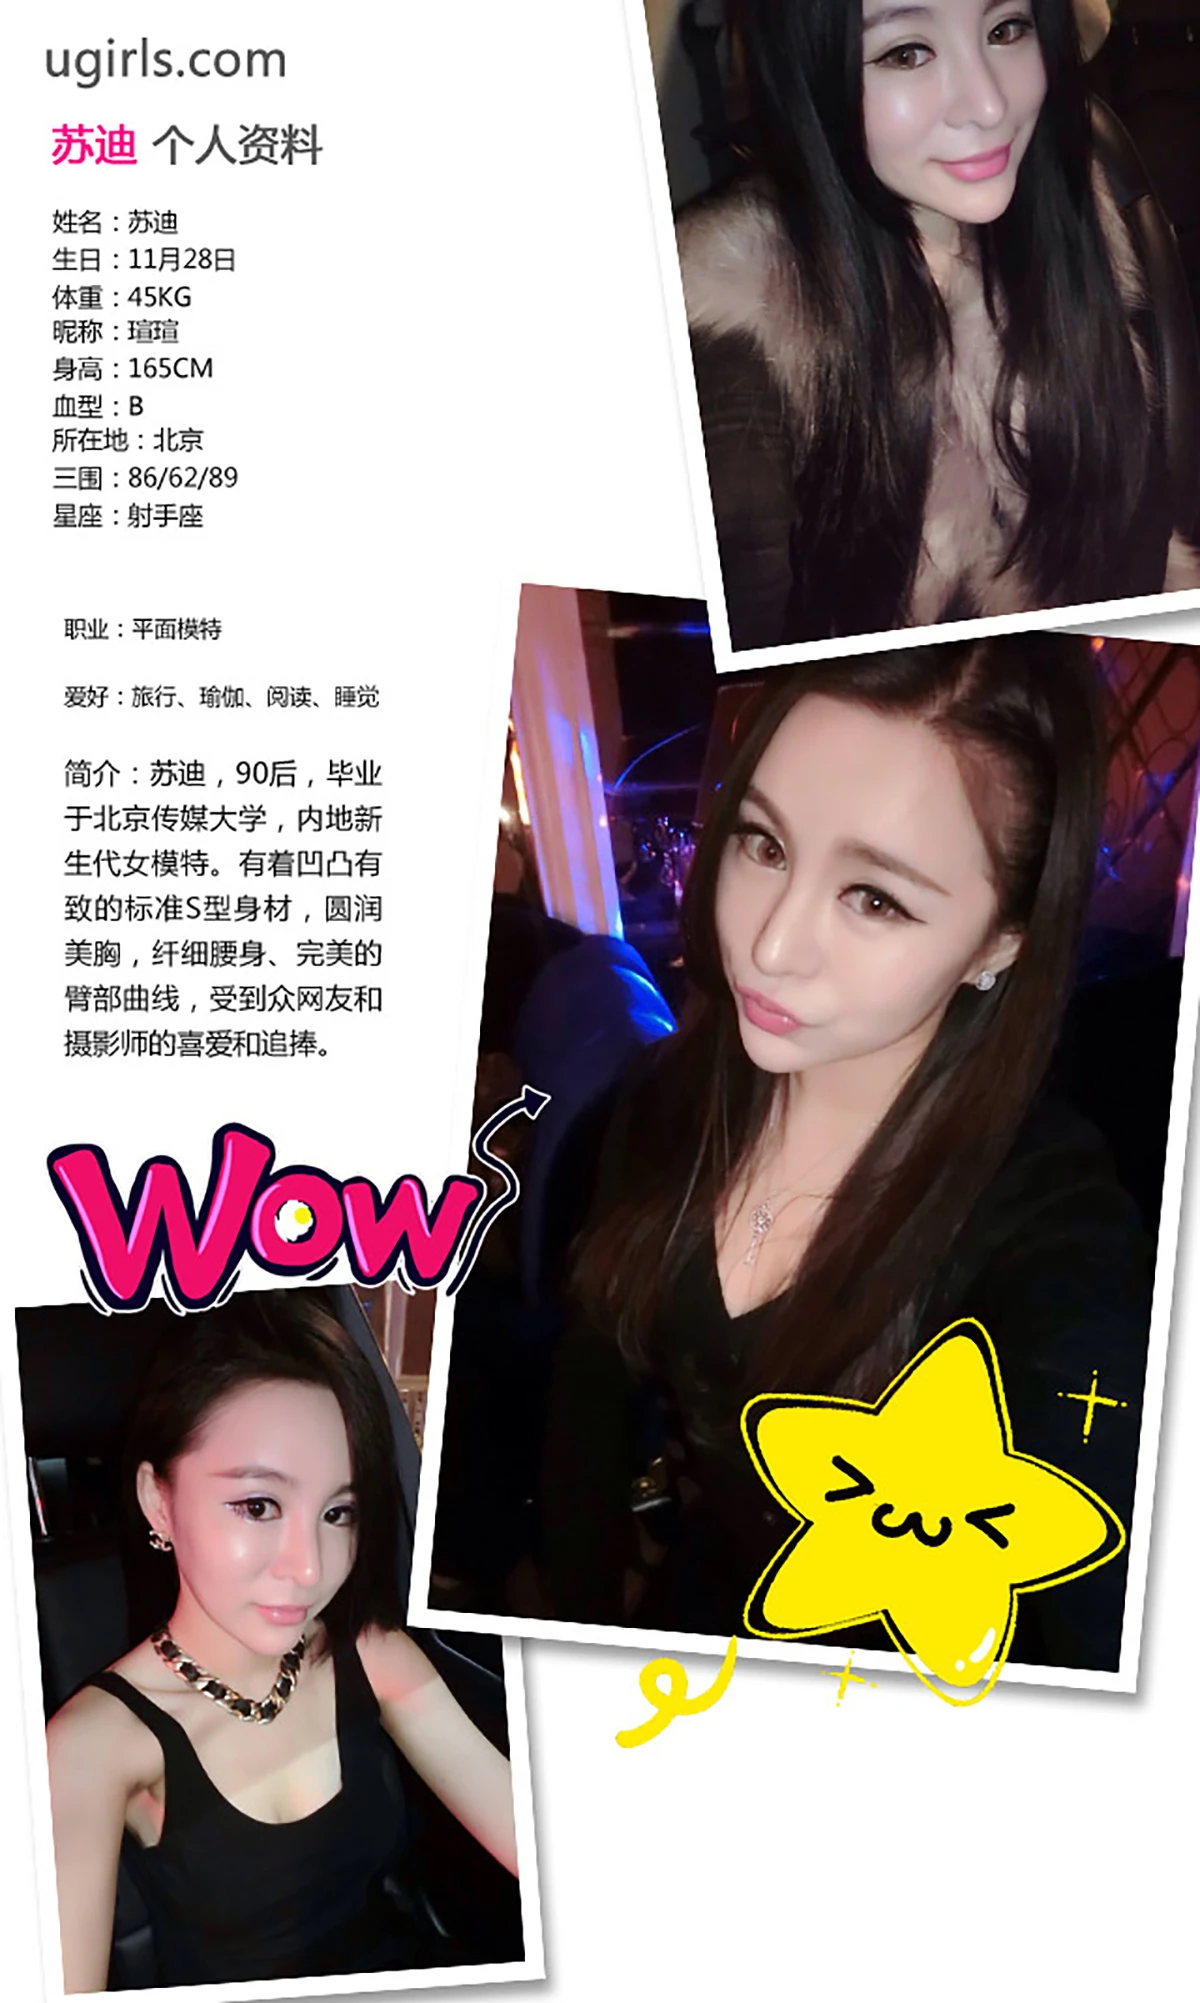 ugirls.com
苏迪 个人资料
姓名：苏迪
生日：11月28日
体重：45KG
昵称：瑄瑄
身高：165CM
血型：B
所在地：北京
三围：86/62/89
星座：射手座
职业：平面模特
爱好：旅行、瑜伽、阅读、睡觉
简介：苏迪，90后，毕业
于北京传媒大学，内地新
生代女模特。有着凹凸有
致的标准S型身材，圆润
美胸，纤细腰身、完美的
臂部曲线，受到众网友和
摄影师的喜爱和追捧。
Wow